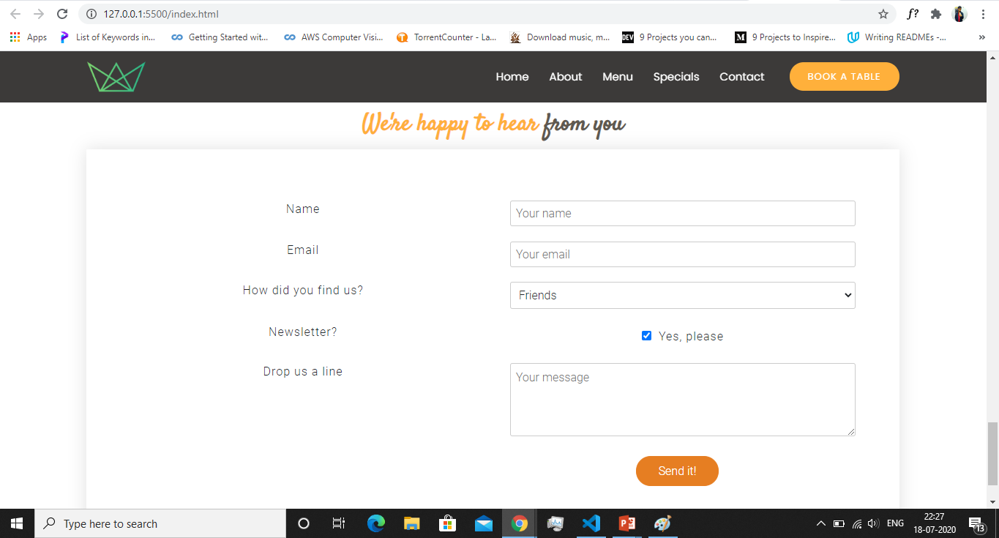 127.0.0.1:5500/index.html
f?
Apps List of Keywords in... Getting Started wit... AWS Computer Visi... TorrentCounter - La... Download music, m... DEV 9 Projects you can... M 9 Projects to Inspire... Writing READMEs -... »
Home About Menu Specials Contact BOOK A TABLE
We're happy to hear from you
Name Your name
Email Your email
How did you find us? Friends
Newsletter? Yes, please
Drop us a line Your message
Send it!
Type here to search
ENG 22:27
18-07-2020
13